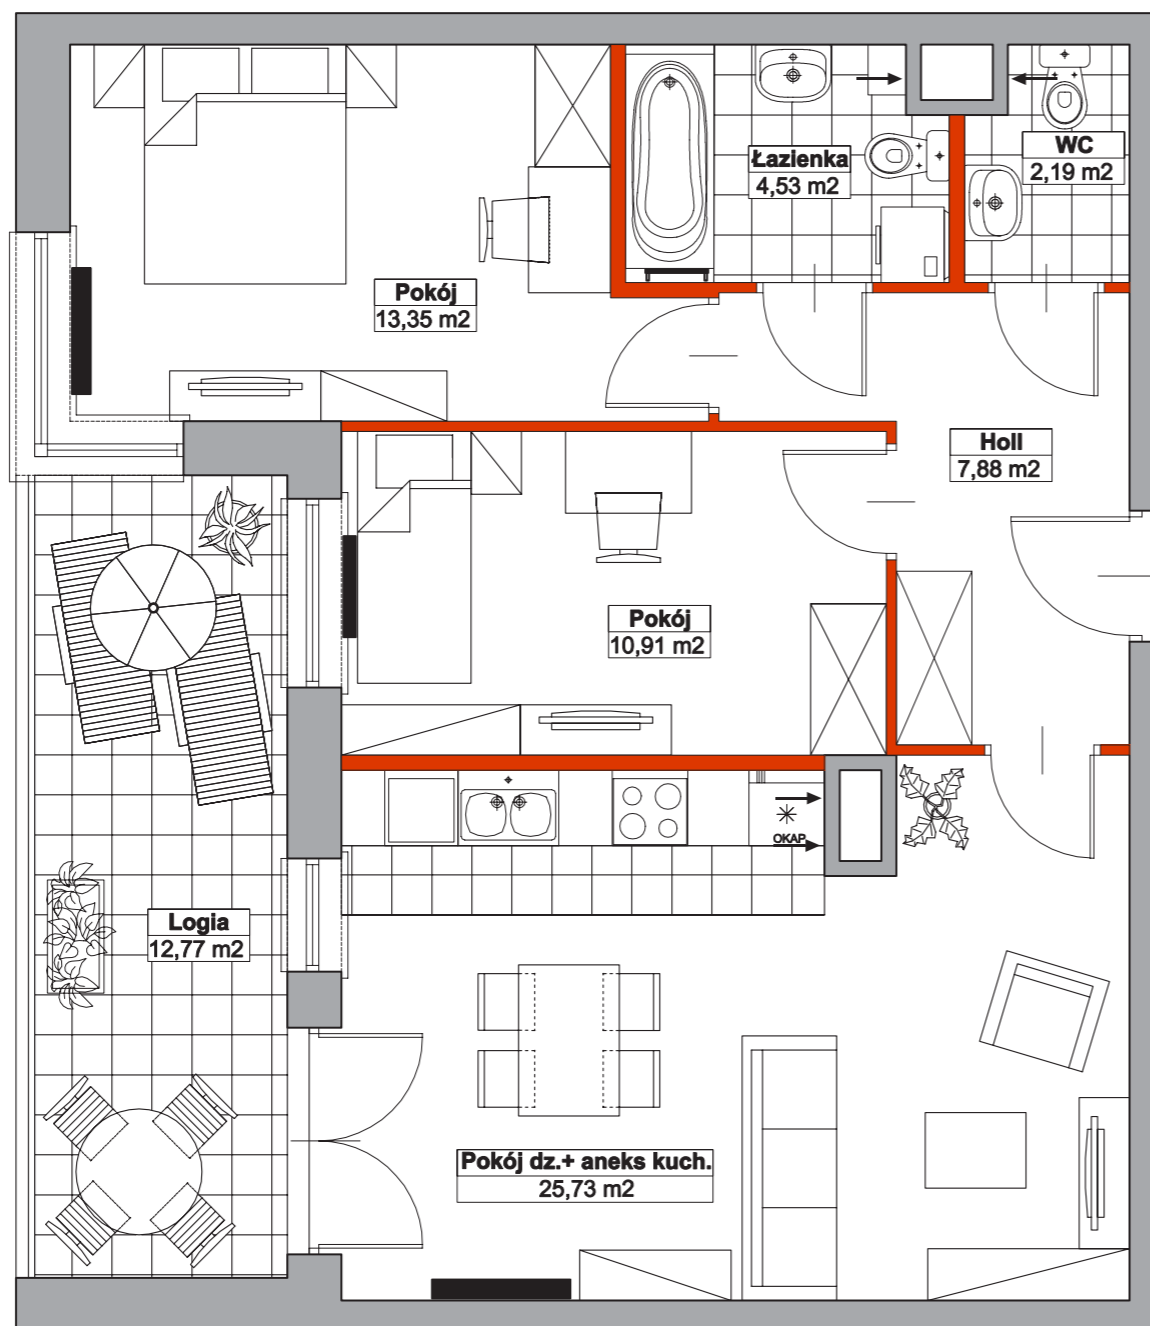 Łazienka
4,53 m2
WC
2,19 m2
Pokój
13,35 m2
Holl
7,88 m2
Pokój
10,91 m2
OKAP
Logia
12,77 m2
Pokój dz.+ aneks kuch.
25,73 m2